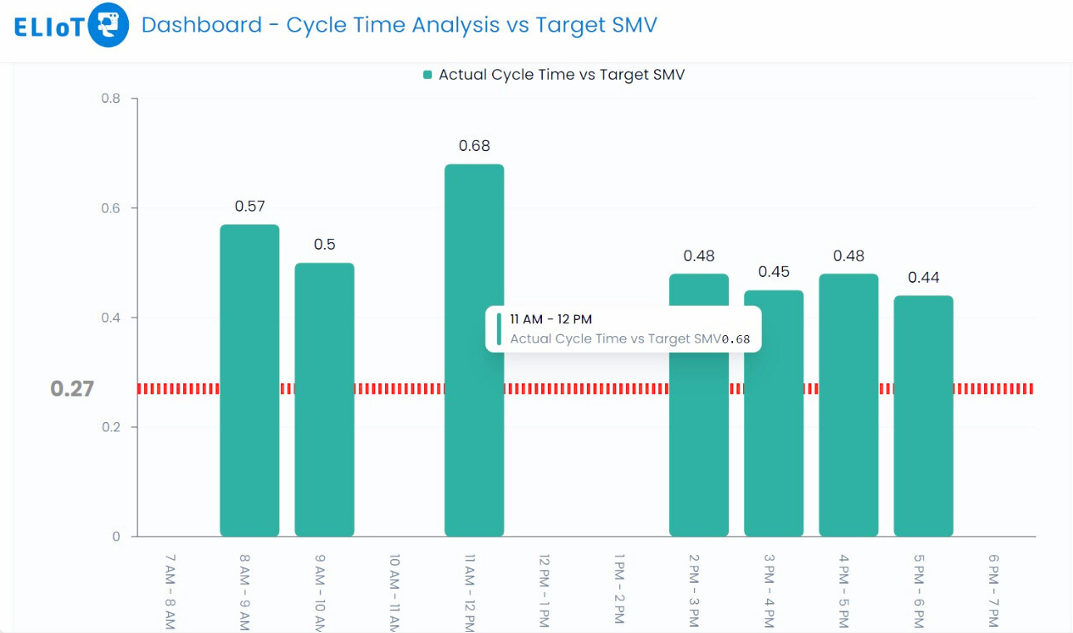 ELIoT Dashboard - Cycle Time Analysis vs Target SMV
Actual Cycle Time vs Target SMV
0.8
0.68
0.57
0.6
0.5
0.48
0.45
0.48
0.44
0.4
11 AM - 12 PM
Actual Cycle Time vs Target SMV0.68
0.27
0.2
0
7 AM - 8 AM
8 AM - 9 AM
9 AM - 10 AM
10 AM - 11 AM
11 AM - 12 PM
12 PM - 1 PM
1 PM - 2 PM
2 PM - 3 PM
3 PM - 4 PM
4 PM - 5 PM
5 PM - 6 PM
6 PM - 7 PM